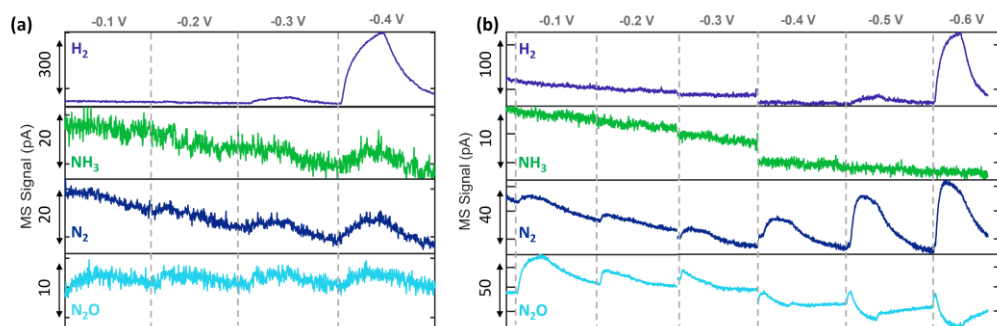 (a)
-0.1 V -0.2 V -0.3 V -0.4 V
MS Signal (pA)
300
H₂
20
NH₃
20
N₂
10
N₂O
(b)
-0.1 V -0.2 V -0.3 V -0.4 V -0.5 V -0.6 V
MS Signal (pA)
100
H₂
10
NH₃
40
N₂
50
N₂O